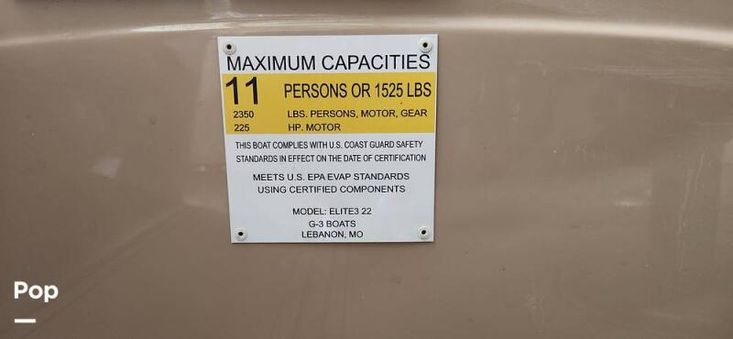 MAXIMUM CAPACITIES
11 PERSONS OR 1525 LBS
2350 LBS. PERSONS, MOTOR, GEAR
225 HP. MOTOR
THIS BOAT COMPLIES WITH U.S. COAST GUARD SAFETY
STANDARDS IN EFFECT ON THE DATE OF CERTIFICATION
MEETS U.S. EPA EVAP STANDARDS
USING CERTIFIED COMPONENTS
MODEL: ELITE3 22
G-3 BOATS
LEBANON, MO
Pop